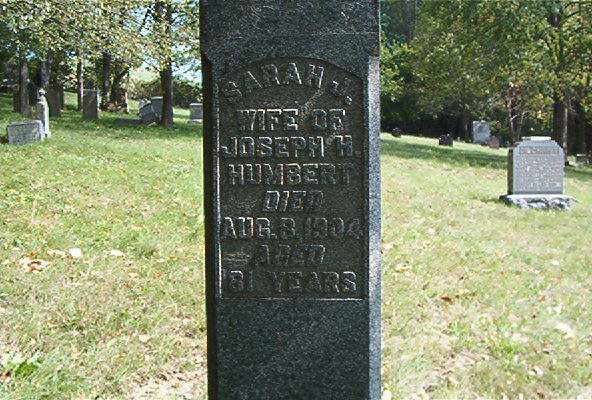 SARAH J.
WIFE OF
JOSEPH H.
HUMBERT
DIED
AUG. 8, 1904
AGED
81 YEARS